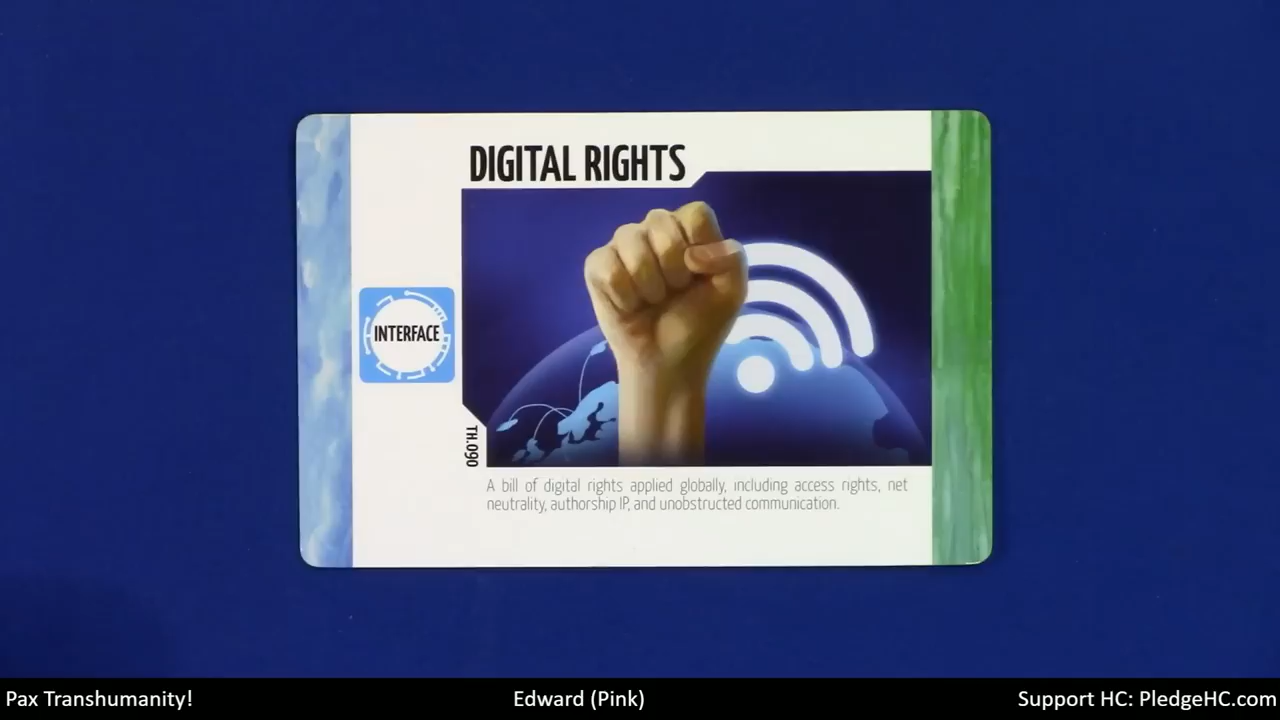 DIGITAL RIGHTS
INTERFACE
TH.090
A bill of digital rights applied globally, including access rights, net
neutrality, authorship IP, and unobstructed communication.
Pax Transhumanity!
Edward (Pink)
Support HC: PledgeHC.com